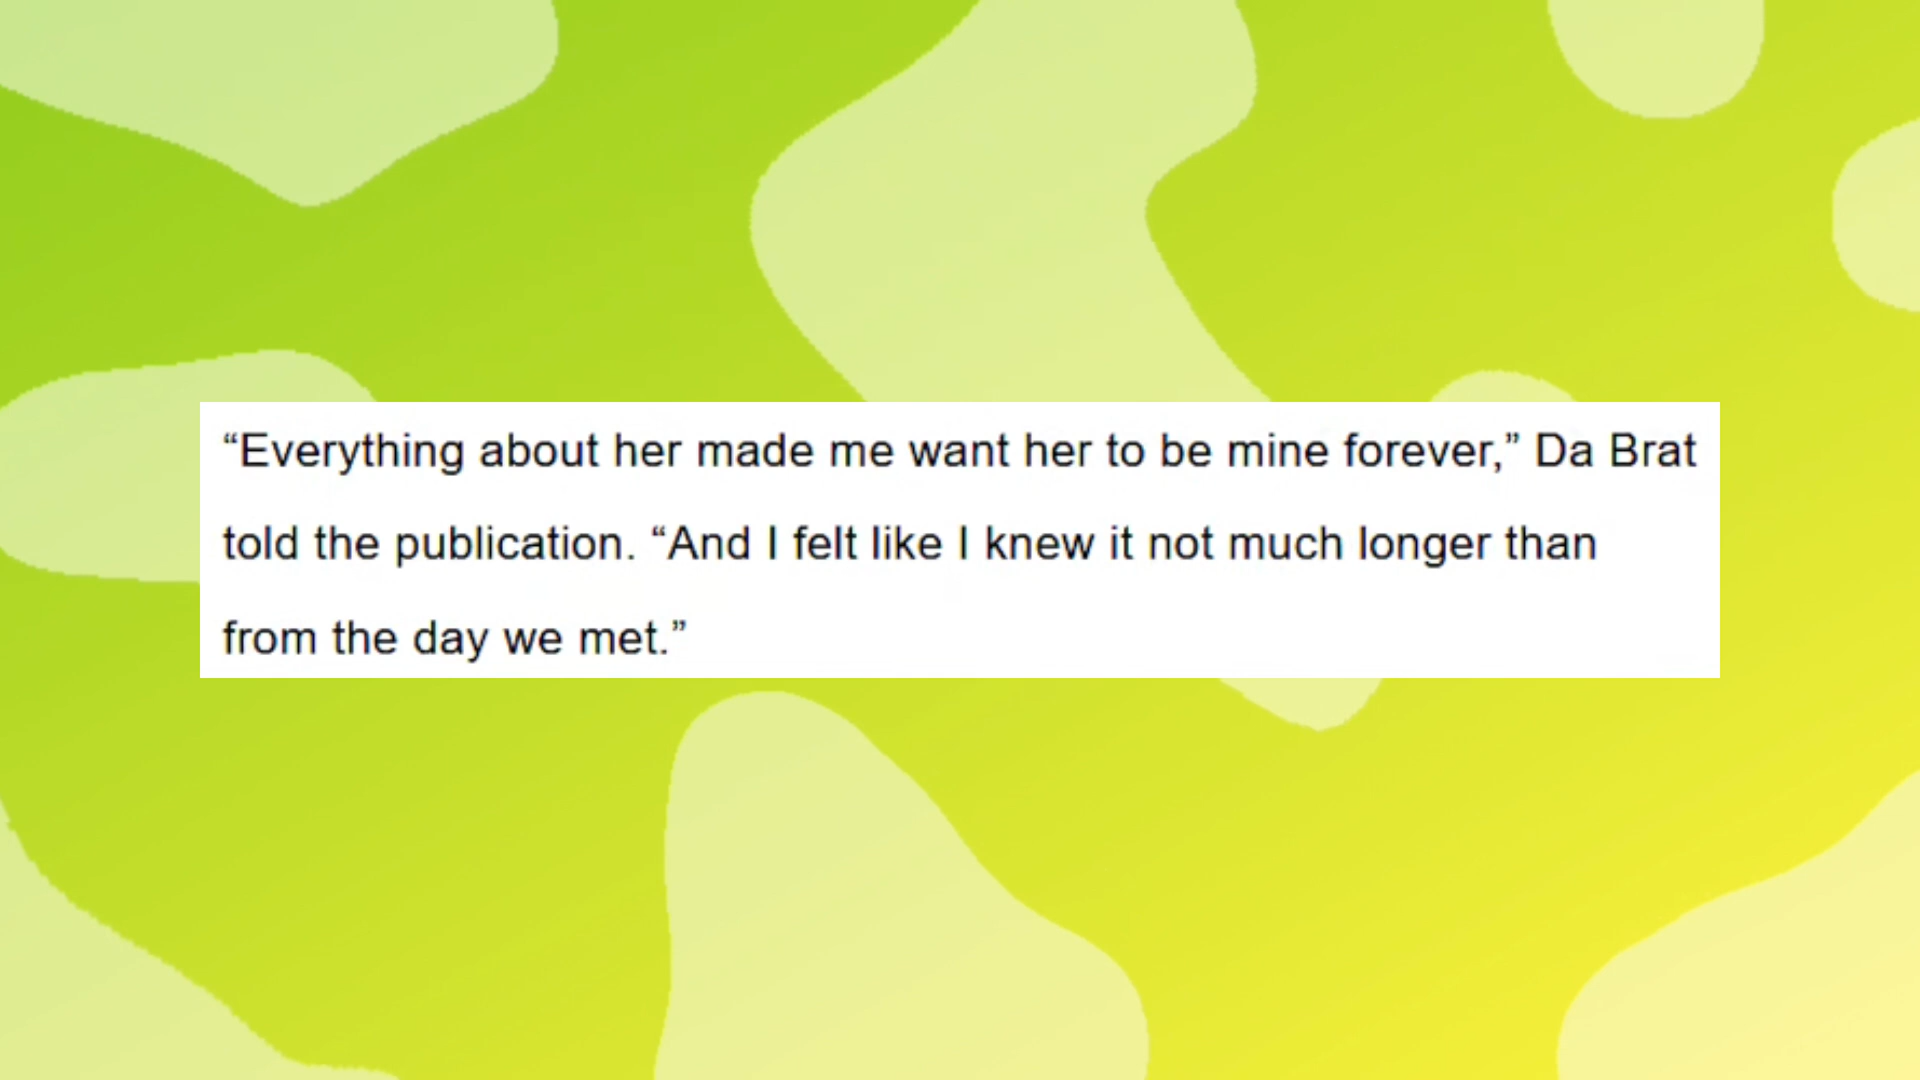 “Everything about her made me want her to be mine forever,” Da Brat
told the publication. “And I felt like I knew it not much longer than
from the day we met.”